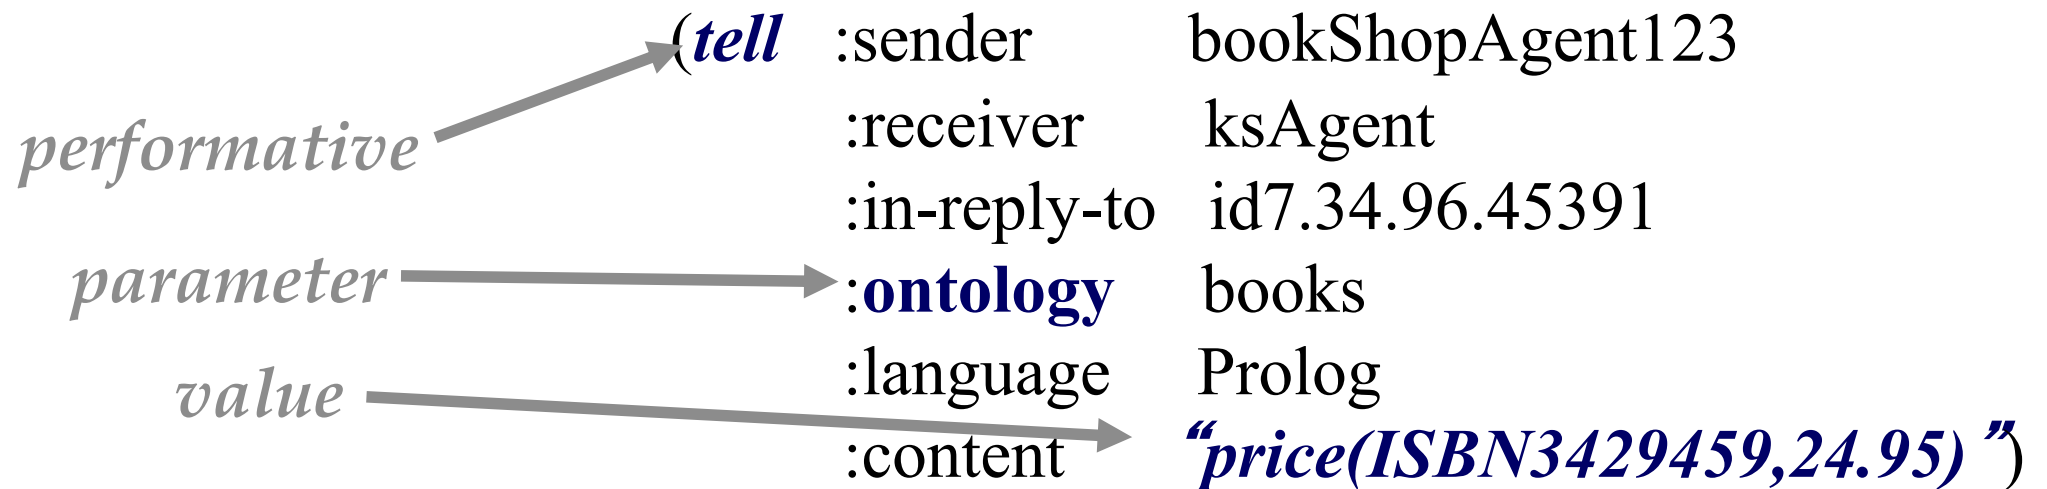 (tell :sender bookShopAgent123
performative
:receiver ksAgent
:in-reply-to id7.34.96.45391
parameter :ontology books
:language Prolog
value
:content “price(ISBN3429459,24.95)”)